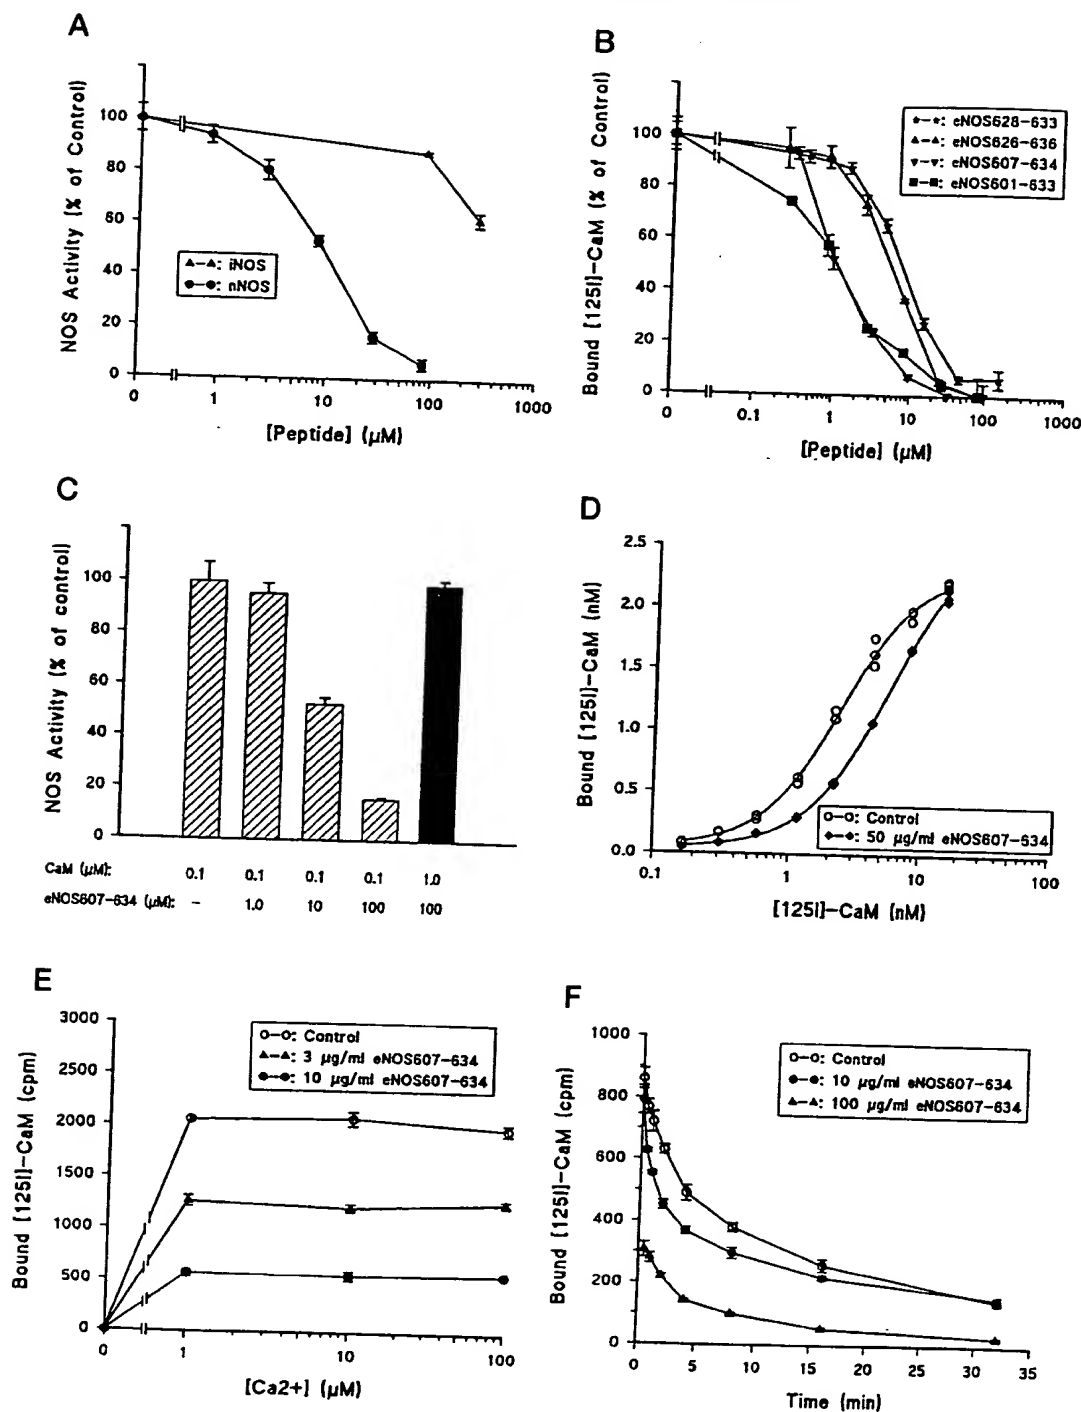 A
NOS Activity (% of Control)
100
80
60
40
20
0
▲—▲: iNOS
●—●: nNOS
0 1 10 100 1000
[Peptide] (µM)
B
Bound [125I]-CaM (% of Control)
100
80
60
40
20
0
eNOS628-633
eNOS626-636
eNOS607-634
eNOS601-633
0 0.1 1 10 100 1000
[Peptide] (µM)
C
NOS Activity (% of control)
100
80
60
40
20
0
CaM (µM): 0.1 0.1 0.1 0.1 1.0
eNOS607-634 (µM): - 1.0 10 100 100
D
Bound [125I]-CaM (nM)
2.5
2.0
1.5
1.0
0.5
0.0
O—O: Control
◆—◆: 50 µg/ml eNOS607-634
0.1 1 10 100
[125I]-CaM (nM)
E
Bound [125I]-CaM (cpm)
3000
2500
2000
1500
1000
500
0
O—O: Control
▲—▲: 3 µg/ml eNOS607-634
●—●: 10 µg/ml eNOS607-634
0 1 10 100
[Ca2+] (µM)
F
Bound [125I]-CaM (cpm)
1000
800
600
400
200
0
O—O: Control
●—●: 10 µg/ml eNOS607-634
▲—▲: 100 µg/ml eNOS607-634
0 5 10 15 20 25 30 35
Time (min)